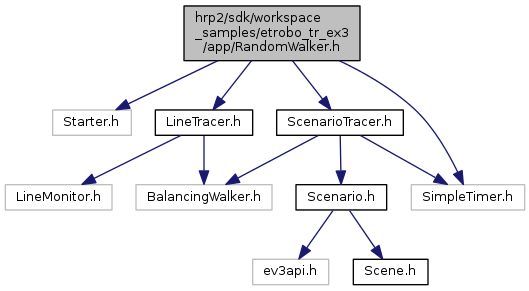 hrp2/sdk/workspace
_samples/etrobo_tr_ex3
/app/RandomWalker.h
Starter.h
LineTracer.h
ScenarioTracer.h
LineMonitor.h
BalancingWalker.h
Scenario.h
SimpleTimer.h
ev3api.h
Scene.h